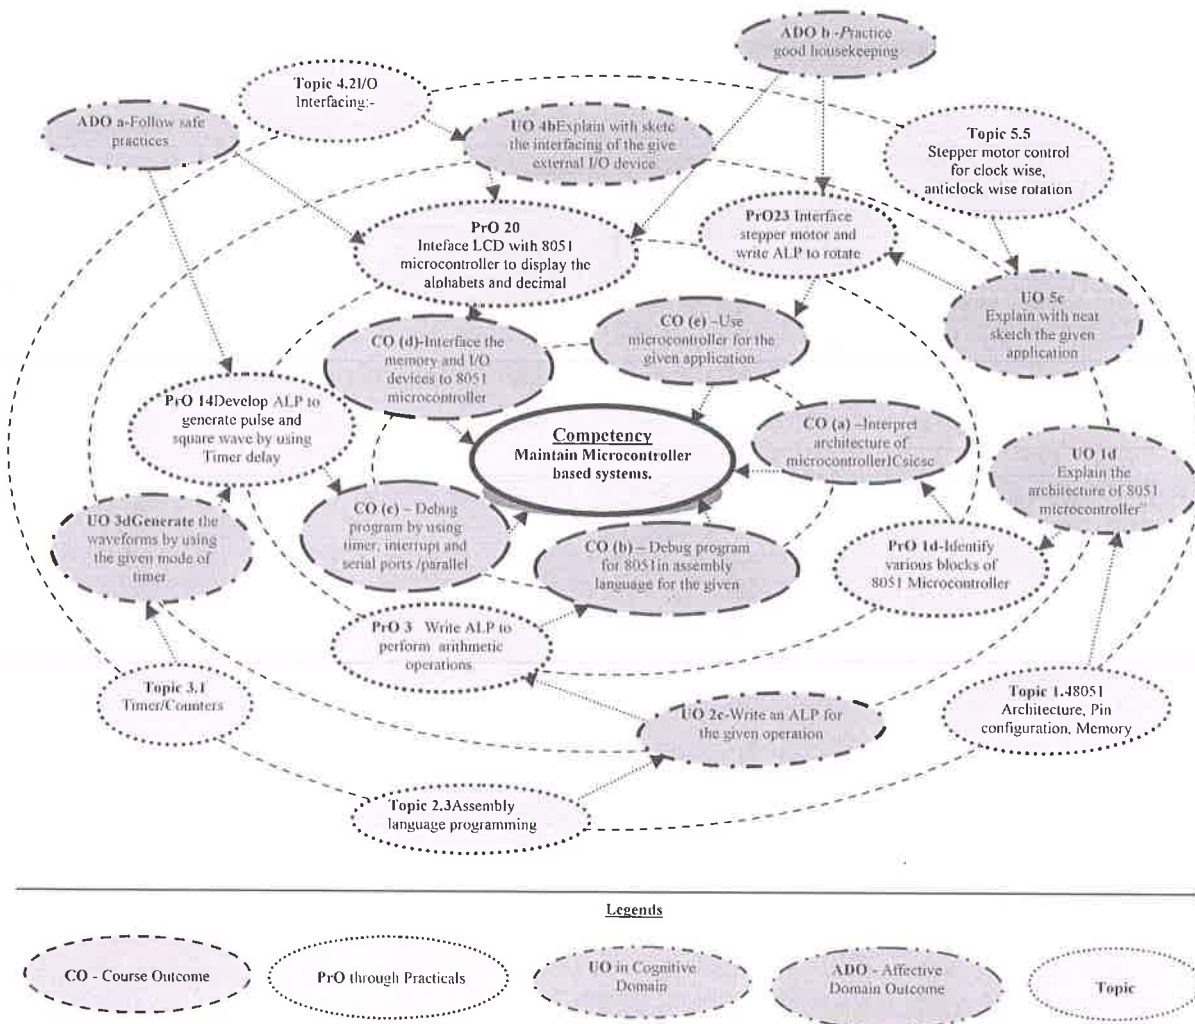 ADO b -Practice
good housekeeping
Topic 4.2I/O
Interfacing:-
ADO a-Follow safe
practices
UO 4bExplain with sketc
the interfacing of the give
external I/O device
Topic 5.5
Stepper motor control
for clock wise,
anticlock wise rotation
PrO 20
Inteface LCD with 8051
microcontroller to display the
alphabets and decimal
PrO23 Interface
stepper motor and
write ALP to rotate
UO 5c
Explain with neat
sketch the given
application
CO (d)-Interface the
memory and I/O
devices to 8051
microcontroller
CO (e) –Use
microcontroller for the
given application.
PrO 14Develop ALP to
generate pulse and
square wave by using
Timer delay
Competency
Maintain Microcontroller
based systems.
CO (a) –Interpret
architecture of
microcontrollerICsicsc
UO 1d
Explain the
architecture of 8051
microcontroller
UO 3dGenerate the
waveforms by using
the given mode of
timer
CO (c) – Debug
program by using
timer, interrupt and
serial ports /parallel
CO (b) – Debug program
for 8051in assembly
language for the given
PrO 1d-Identify
various blocks of
8051 Microcontroller
PrO 3 Write ALP to
perform arithmetic
operations.
Topic 3.1
Timer/Counters
UO 2c-Write an ALP for
the given operation
Topic 1.48051
Architecture, Pin
configuration, Memory
Topic 2.3Assembly
language programming
Legends
CO - Course Outcome
PrO through Practicals
UO in Cognitive
Domain
ADO - Affective
Domain Outcome
Topic